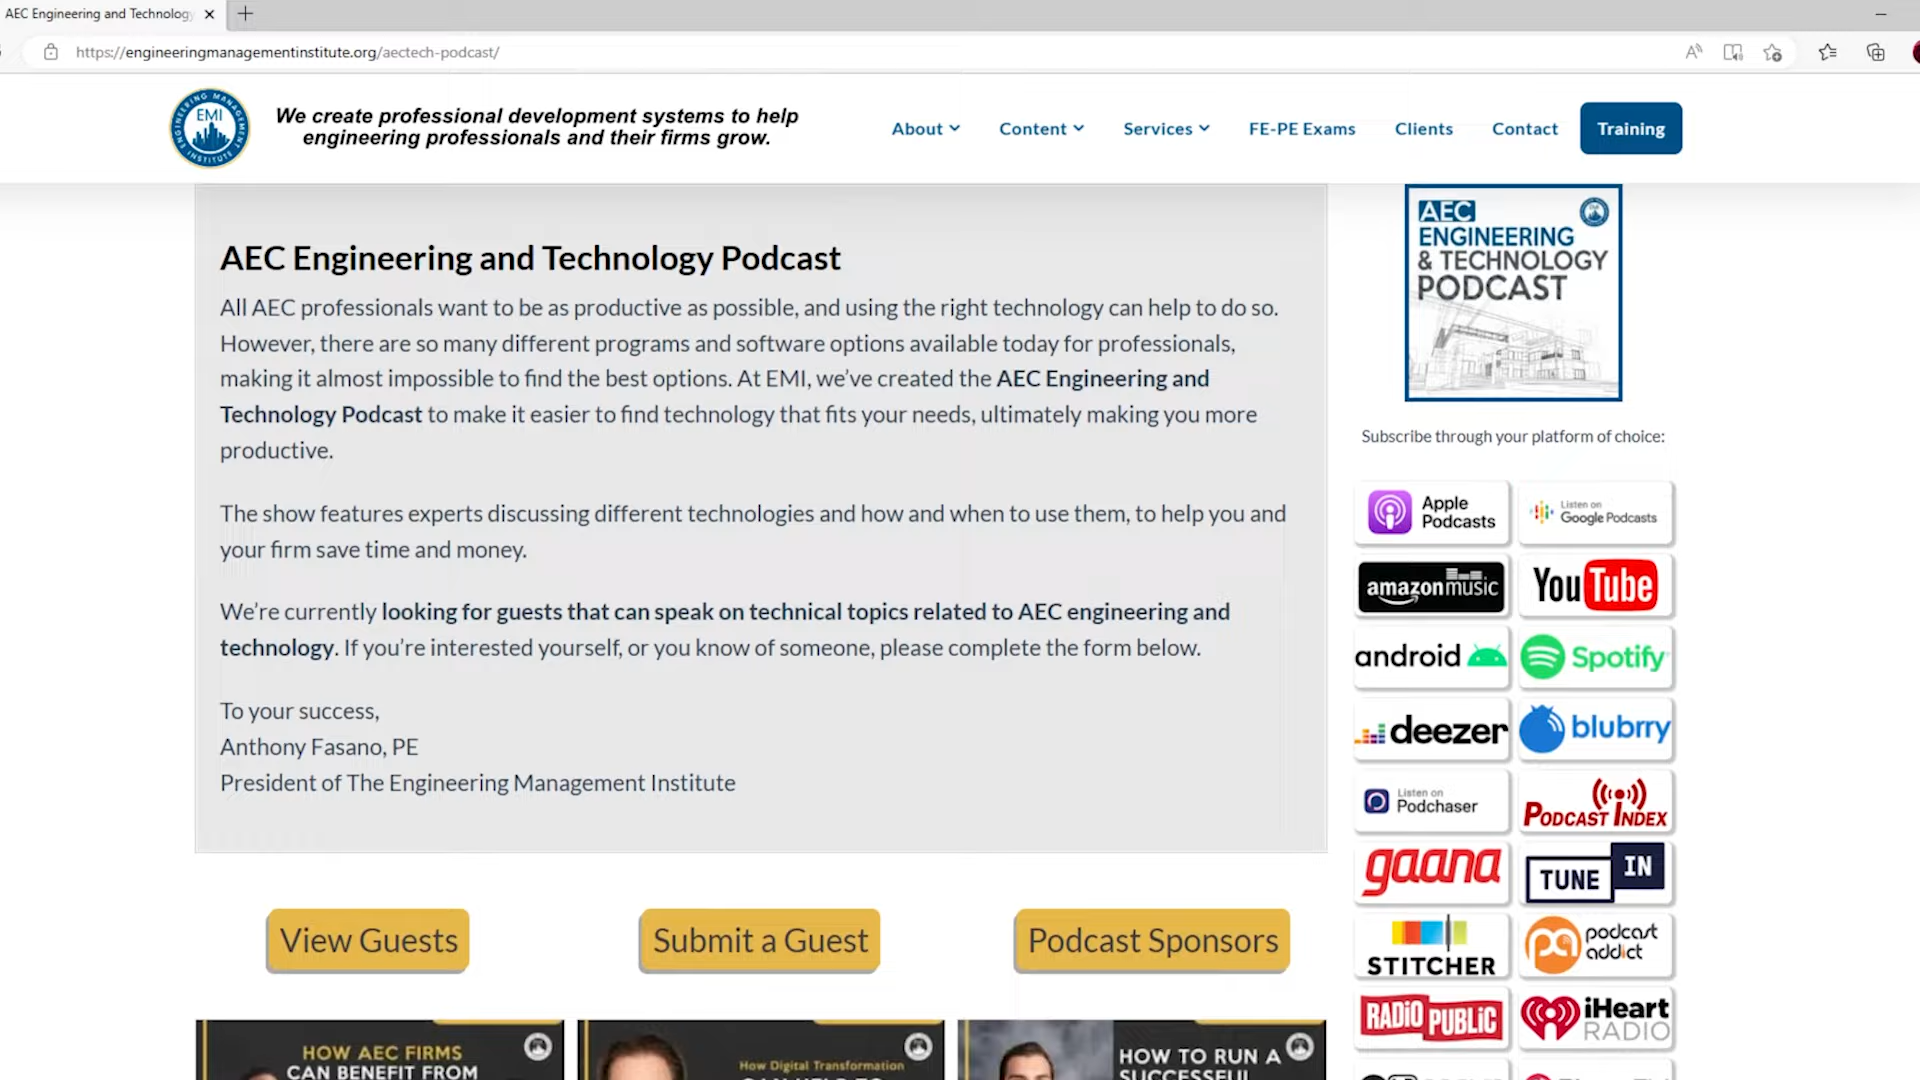 AEC Engineering and Technology
https://engineeringmanagementinstitute.org/aectech-podcast/
ENGINEERING MANAGEMENT INSTITUTE
EMI
We create professional development systems to help
engineering professionals and their firms grow.
About
Content
Services
FE-PE Exams
Clients
Contact
Training
AEC Engineering and Technology Podcast
All AEC professionals want to be as productive as possible, and using the right technology can help to do so.
However, there are so many different programs and software options available today for professionals,
making it almost impossible to find the best options. At EMI, we’ve created the AEC Engineering and
Technology Podcast to make it easier to find technology that fits your needs, ultimately making you more
productive.
The show features experts discussing different technologies and how and when to use them, to help you and
your firm save time and money.
We’re currently looking for guests that can speak on technical topics related to AEC engineering and
technology. If you’re interested yourself, or you know of someone, please complete the form below.
To your success,
Anthony Fasano, PE
President of The Engineering Management Institute
View Guests
Submit a Guest
Podcast Sponsors
HOW AEC FIRMS
CAN BENEFIT FROM
How Digital Transformation
HOW TO RUN A
SUCCESSFUL
AEC
ENGINEERING
& TECHNOLOGY
PODCAST
Subscribe through your platform of choice:
Apple
Podcasts
Listen on
Google Podcasts
amazon music
YouTube
android
Spotify
deezer
blubrry
Listen on
Podchaser
PODCAST INDEX
gaana
TUNE IN
STITCHER
podcast
addict
RADIO PUBLIC
iHeart
RADIO